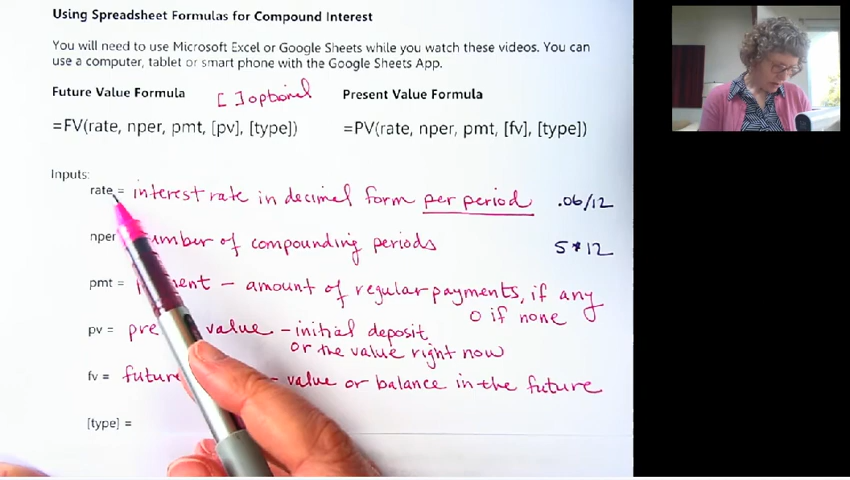 Using Spreadsheet Formulas for Compound Interest
You will need to use Microsoft Excel or Google Sheets while you watch these videos. You can
use a computer, tablet or smart phone with the Google Sheets App.
Future Value Formula [ ] optional Present Value Formula
=FV(rate, nper, pmt, [pv], [type]) =PV(rate, nper, pmt, [fv], [type])
Inputs:
rate = interest rate in decimal form per period .06/12
nper of compounding periods 5*12
pmt = - amount of regular payments, if any
0 if none
pv = value - initial deposit
or the value right now
fv = - value or balance in the future
[type] =